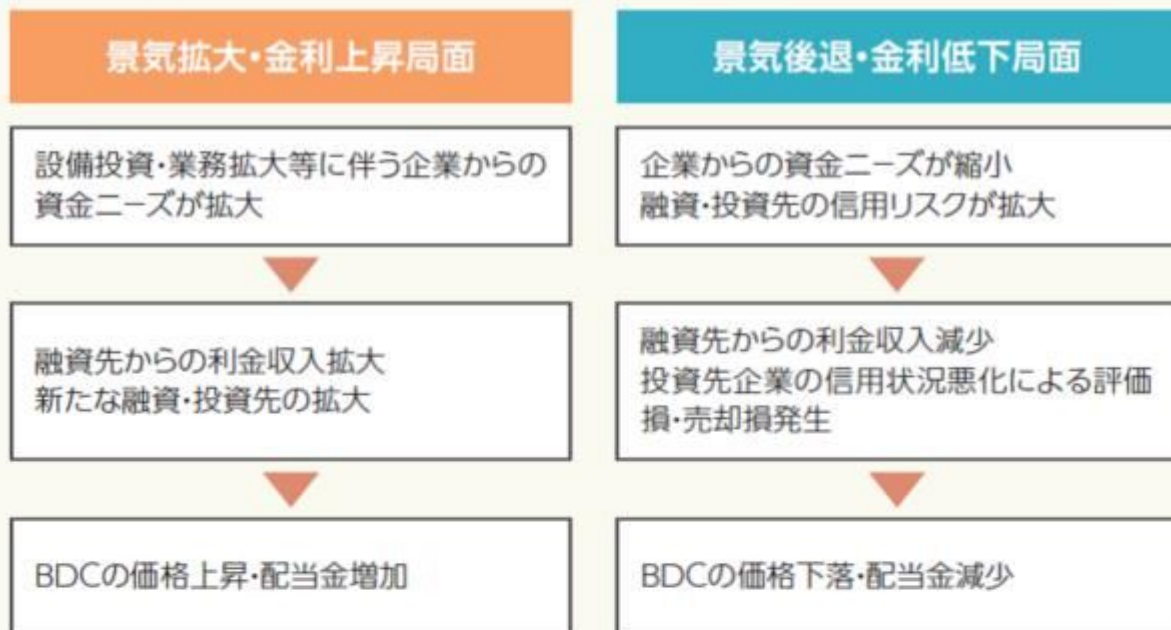 景気拡大・金利上昇局面
設備投資・業務拡大等に伴う企業からの
資金ニーズが拡大
融資先からの利金収入拡大
新たな融資・投資先の拡大
BDCの価格上昇・配当金増加
景気後退・金利低下局面
企業からの資金ニーズが縮小
融資・投資先の信用リスクが拡大
融資先からの利金収入減少
投資先企業の信用状況悪化による評価
損・売却損発生
BDCの価格下落・配当金減少